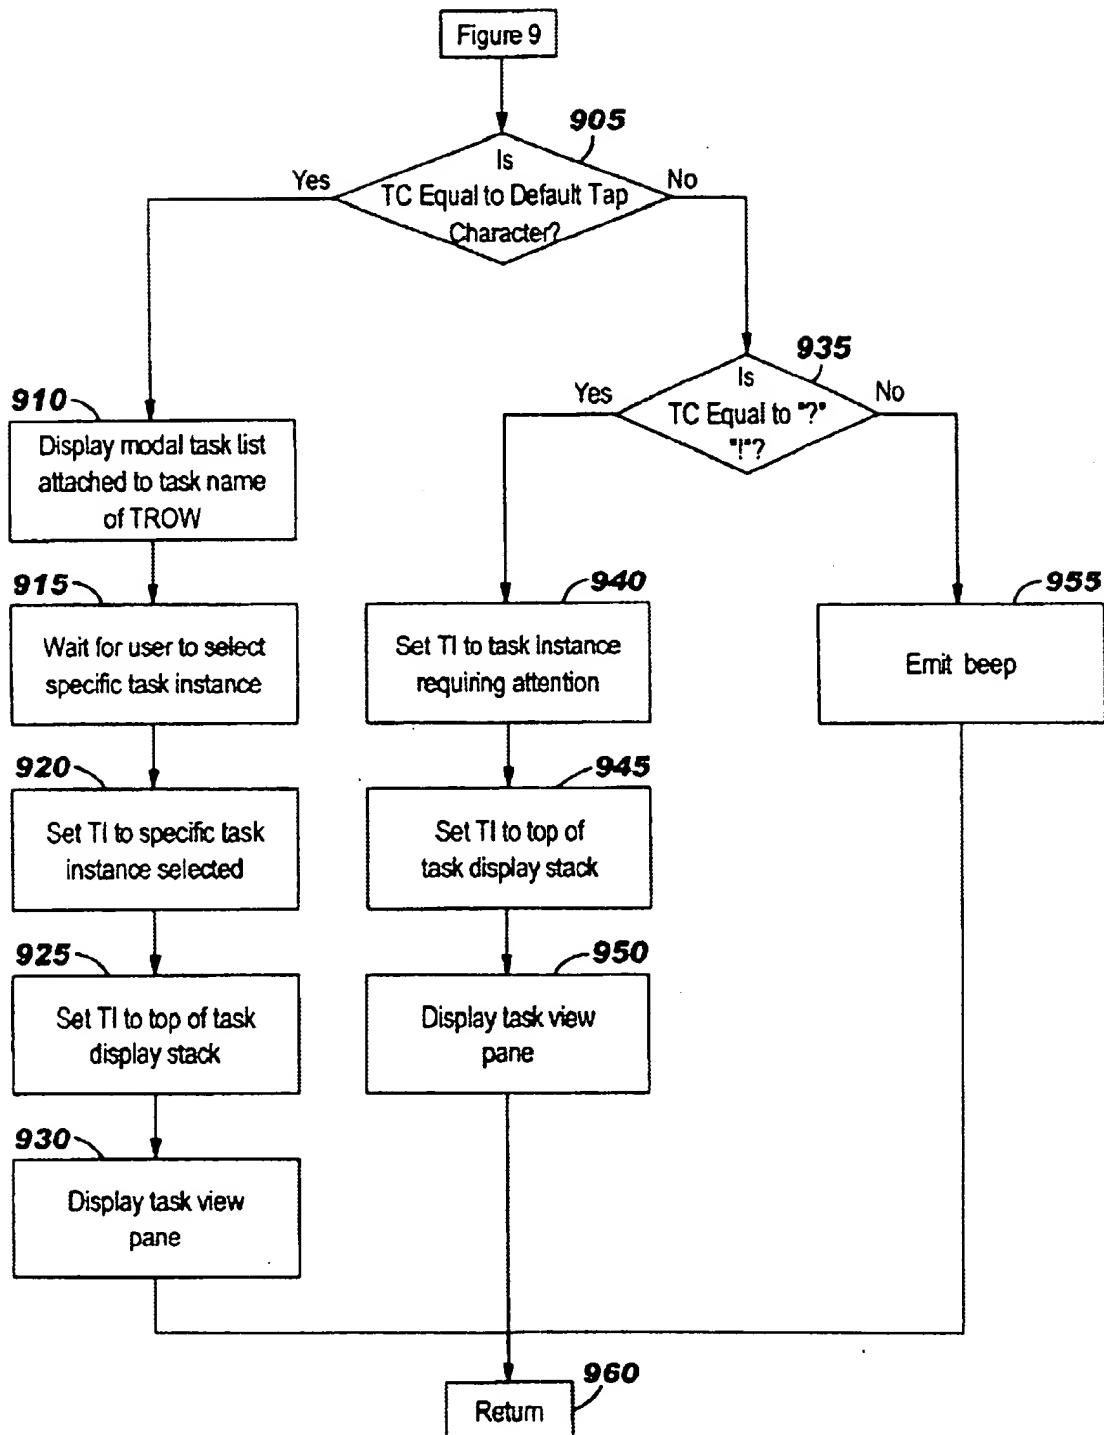 Figure 9
905
Is
TC Equal to Default Tap
Character?
Yes
No
935
Is
TC Equal to "?"
"!"?
Yes
No
910
Display modal task list
attached to task name
of TROW
915
Wait for user to select
specific task instance
920
Set TI to specific task
instance selected
925
Set TI to top of task
display stack
930
Display task view
pane
940
Set TI to task instance
requiring attention
945
Set TI to top of
task display stack
950
Display task view
pane
955
Emit beep
960
Return